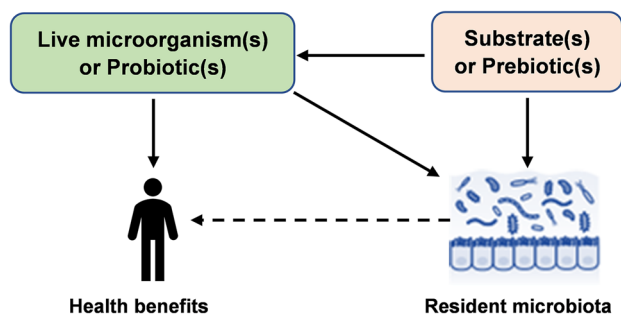 Live microorganism(s)
or Probiotic(s)
Substrate(s)
or Prebiotic(s)
Health benefits
Resident microbiota